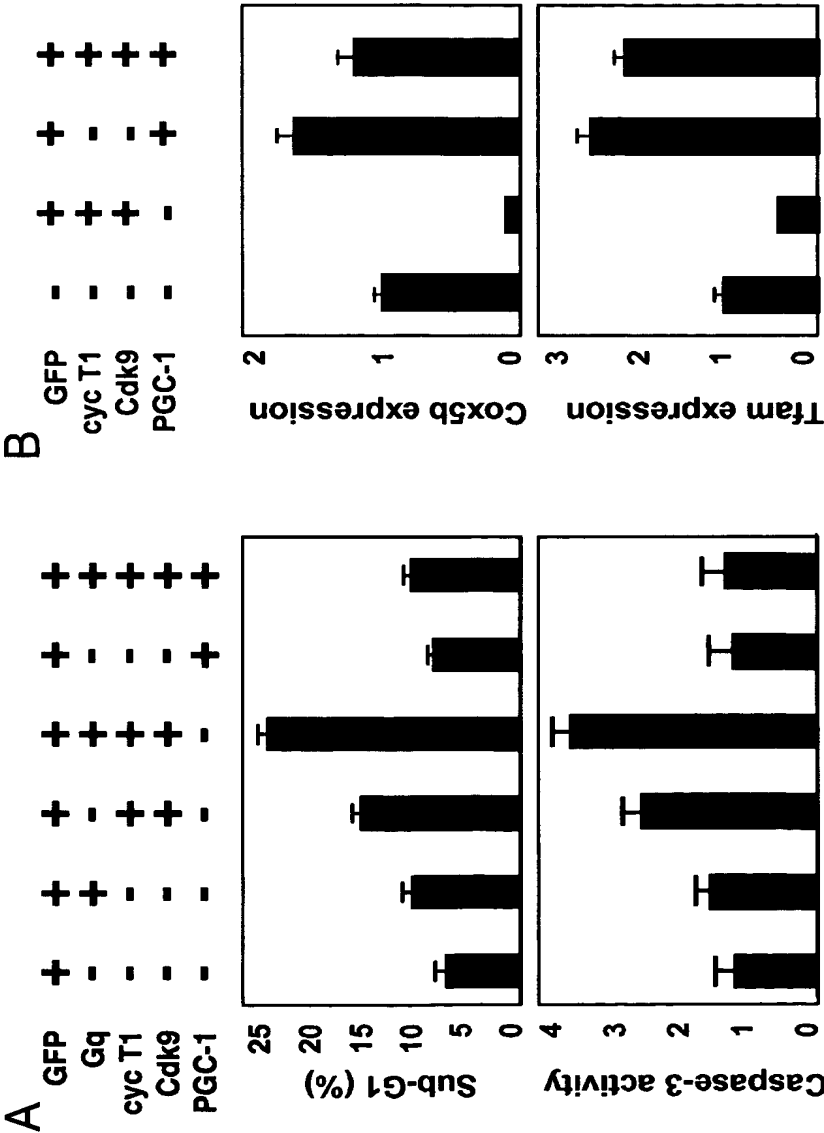 A
GFP + + + + + +
Gq - + - + - +
cyc T1 - - + + - +
Cdk9 - - + + - +
PGC-1 - - - - + +
Sub-G1 (%)
25
20
15
10
5
0
Caspase-3 activity
4
3
2
1
0
B
GFP - + + +
cyc T1 - + - +
Cdk9 - + - +
PGC-1 - - + +
Cox5b expression
2
1
0
Tfam expression
3
2
1
0